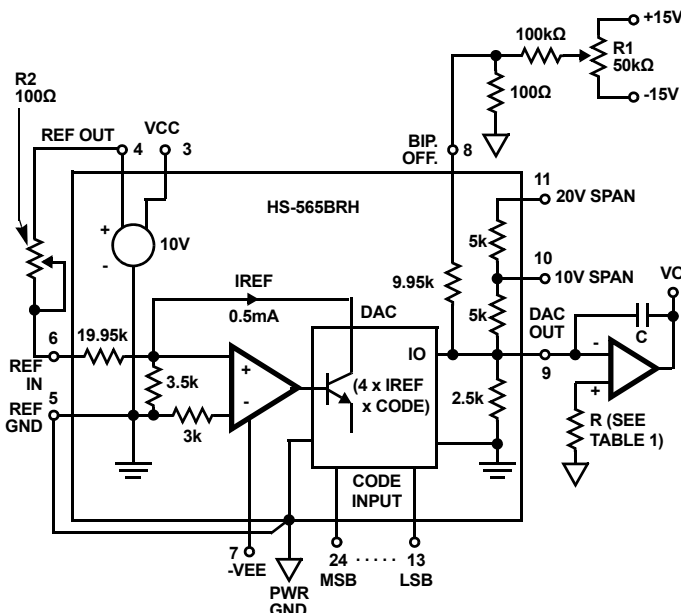 +15V
100kΩ
R1
50kΩ
R2
100Ω
100Ω
-15V
VCC
REF OUT
4
3
BIP.
OFF.
8
11
HS-565BRH
20V SPAN
+
-
10V
5k
10
10V SPAN
VO
9.95k
IREF
0.5mA
DAC
5k
DAC
OUT
C
6
19.95k
IO
9
-
REF
IN
+
3.5k
(4 x IREF
x CODE)
+
-
2.5k
R (SEE
TABLE 1)
5
REF
GND
3k
CODE
INPUT
7
-VEE
24
.....
13
MSB
LSB
PWR
GND